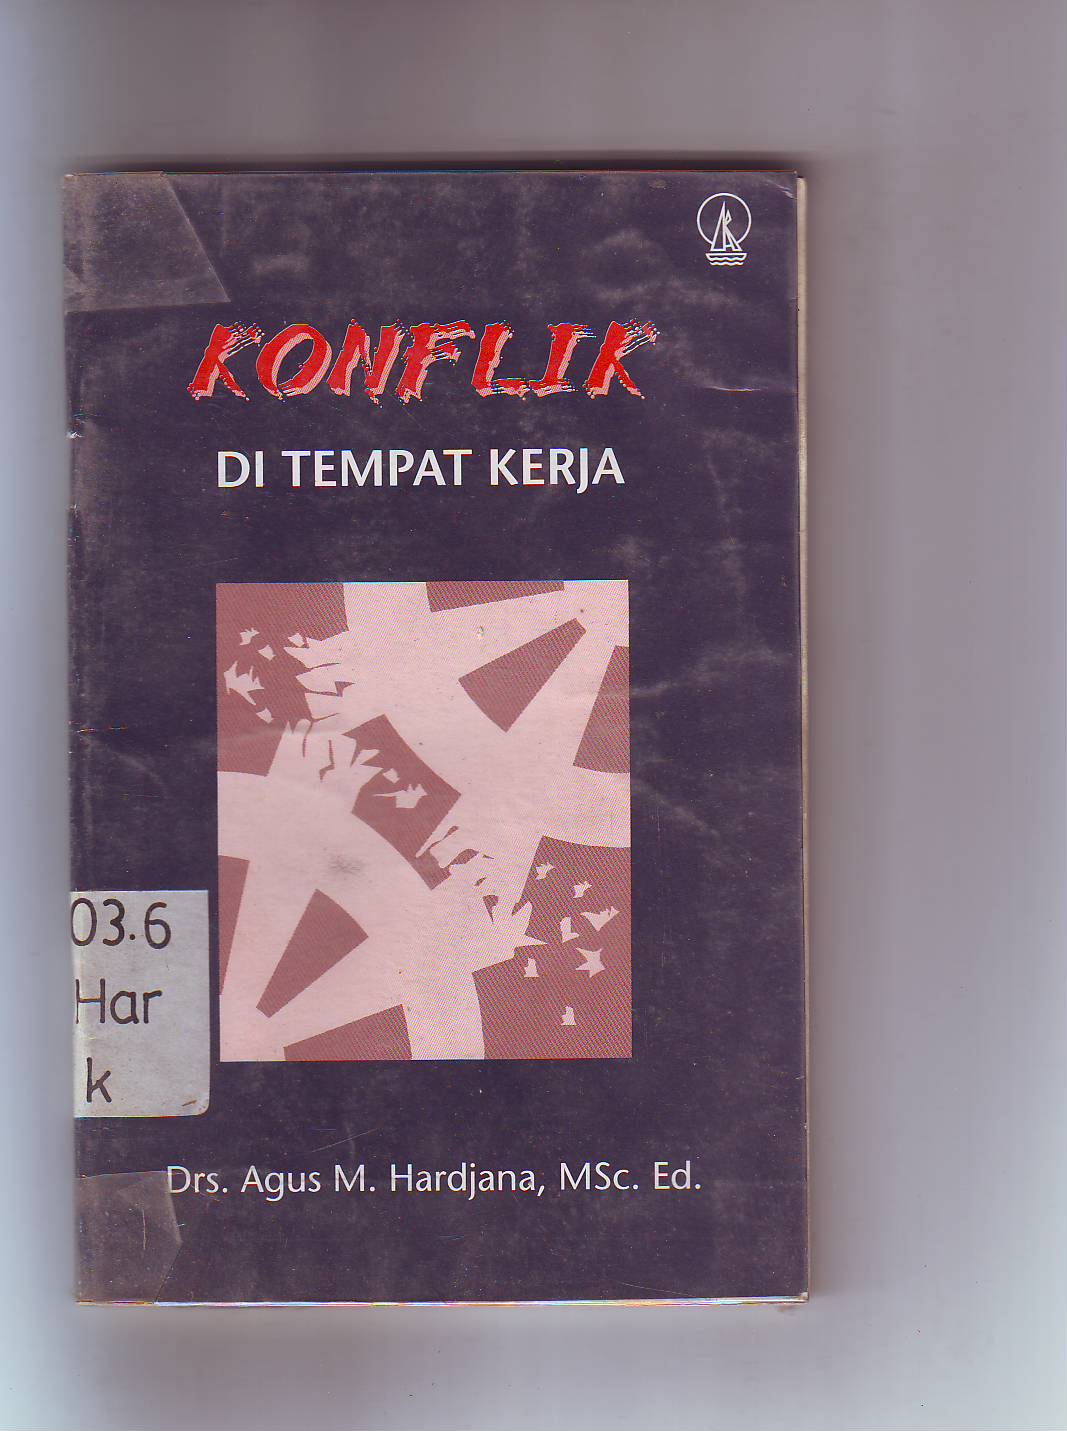 KONFLIK
DI TEMPAT KERJA
03.6
Har
k
Drs. Agus M. Hardjana, MSc. Ed.